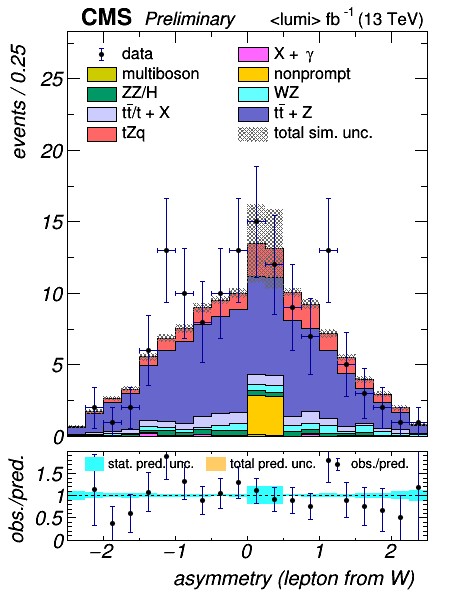 CMS Preliminary <lumi> fb⁻¹ (13 TeV)
events / 0.25
data
X + γ
multiboson
nonprompt
ZZ/H
WZ
tt̄/t + X
tt̄ + Z
tZq
total sim. unc.
25
20
15
10
5
0
obs./pred.
stat. pred. unc.
total pred. unc.
obs./pred.
1.5
1
0.5
0
−2 −1 0 1 2
asymmetry (lepton from W)